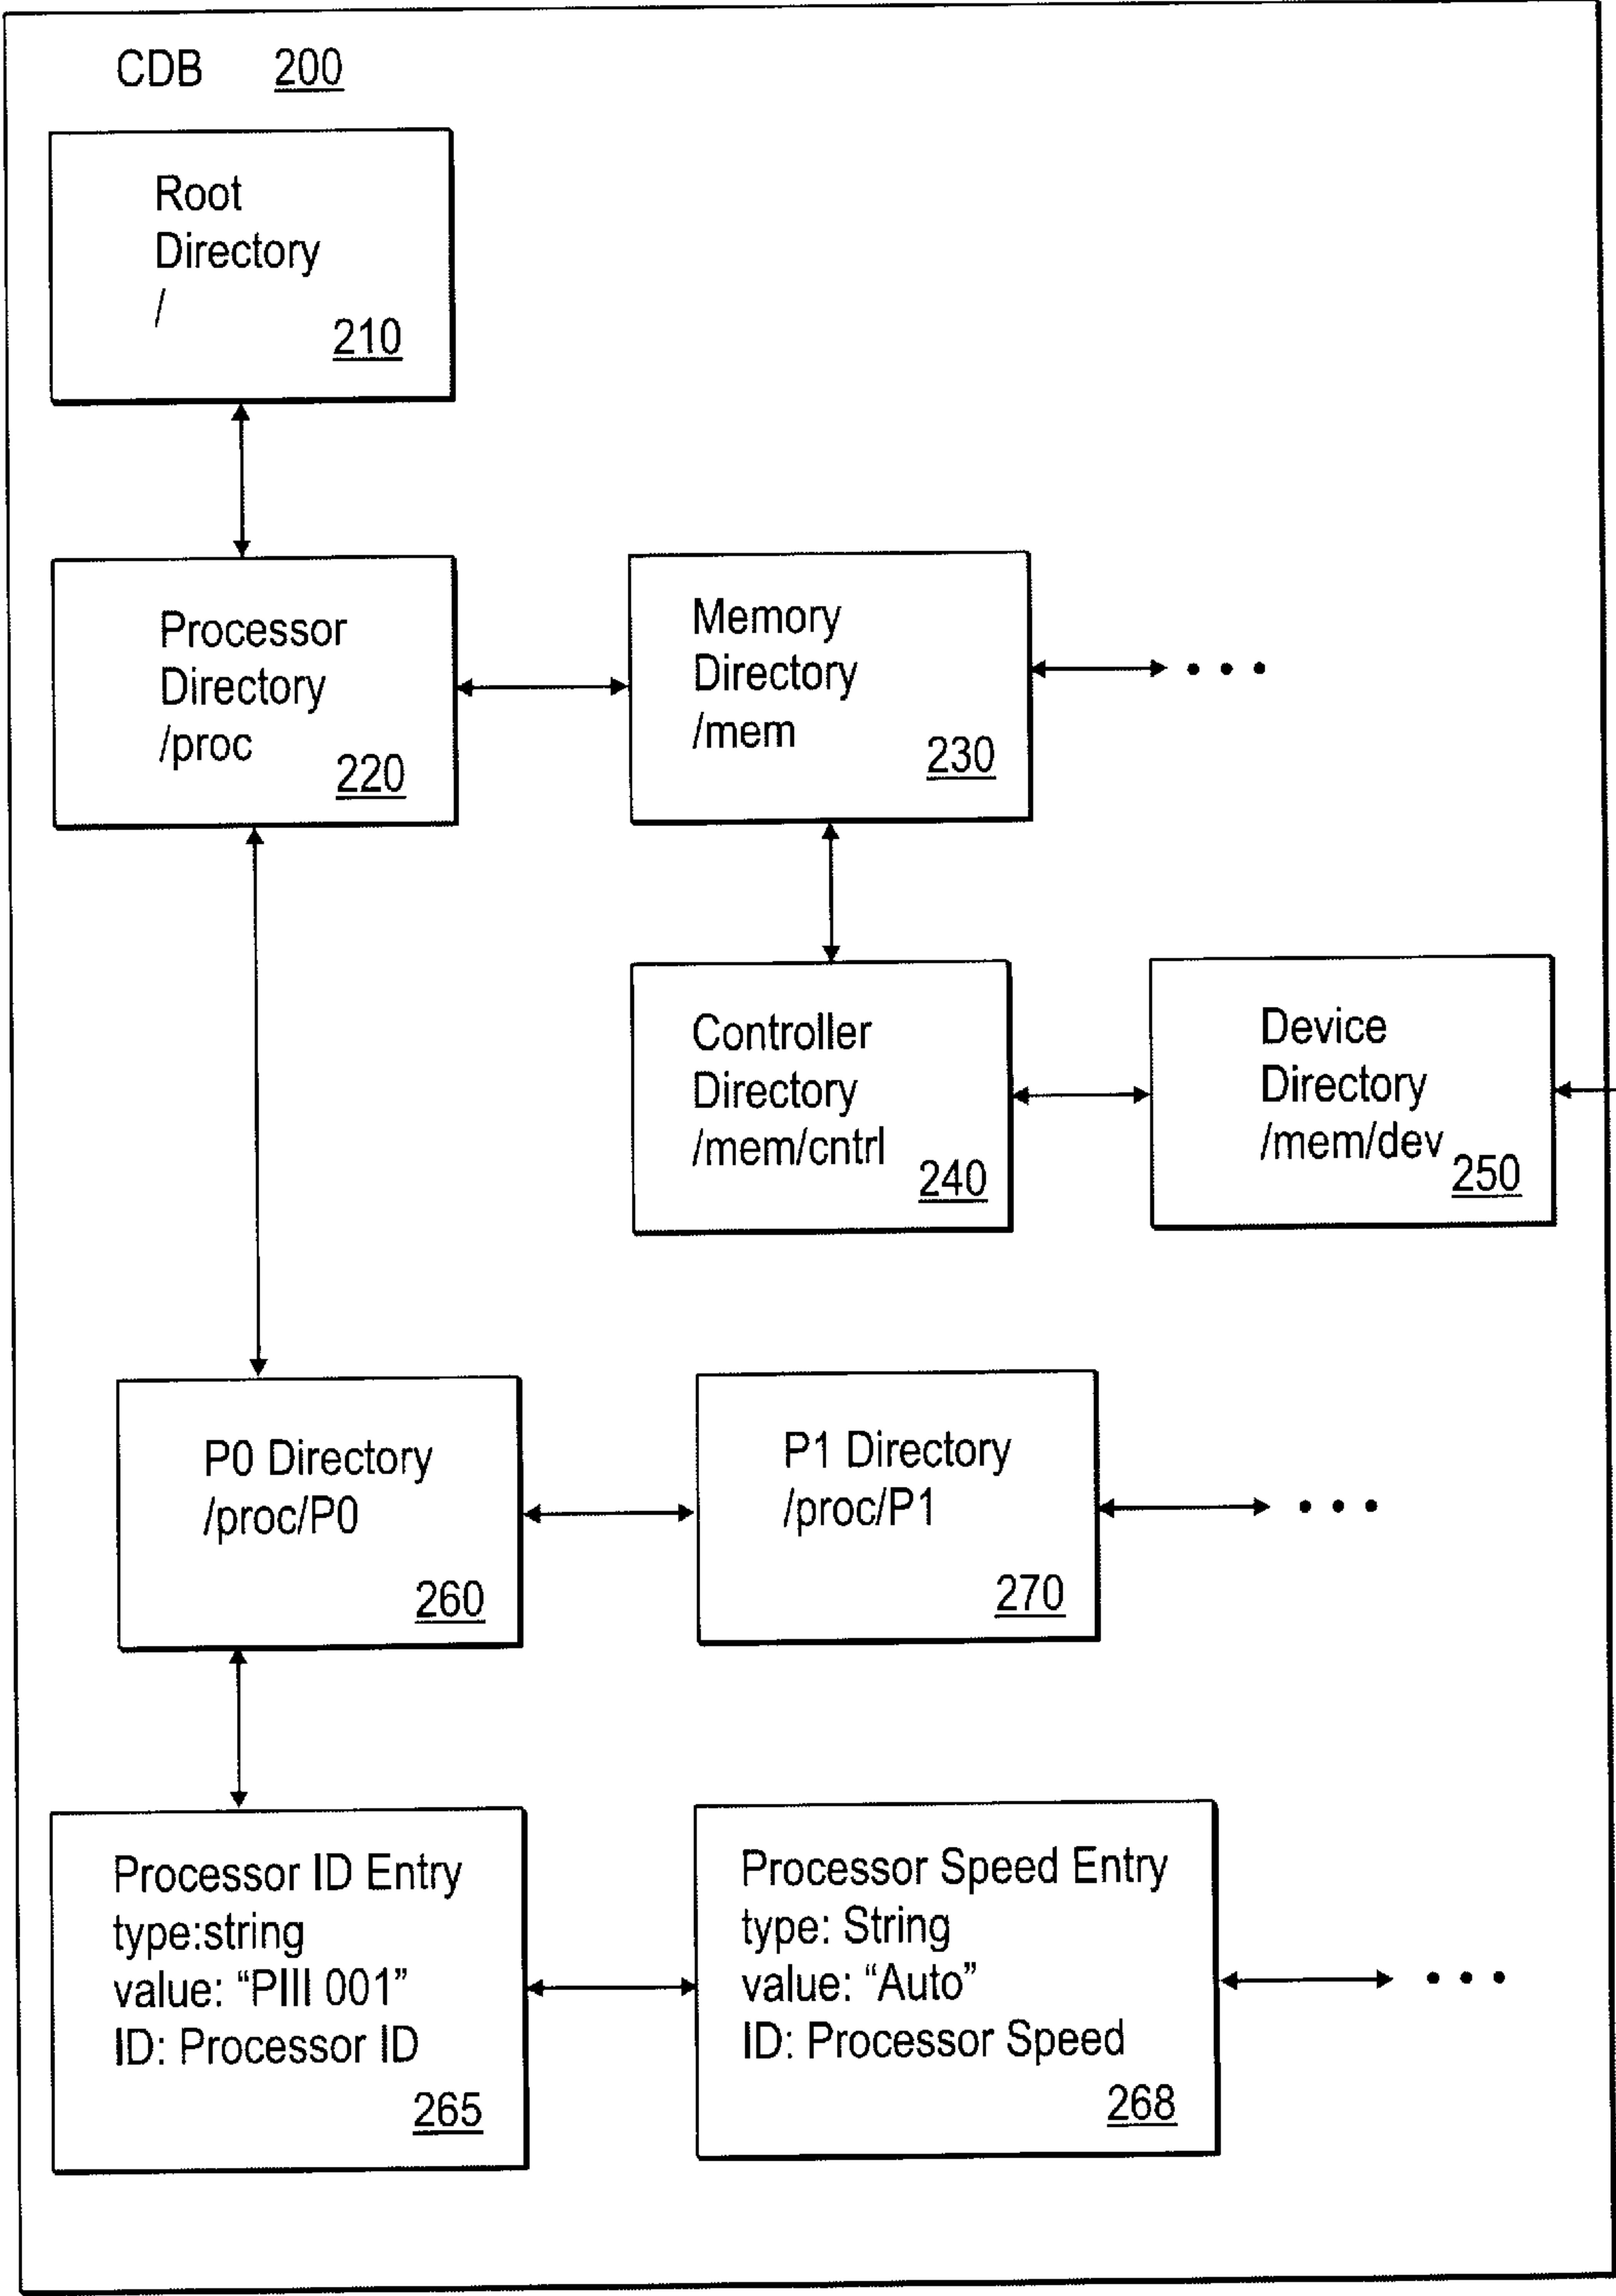 CDB 200
Root
Directory
/
210
Processor
Directory
/proc
220
Memory
Directory
/mem
230
Controller
Directory
/mem/cntrl
240
Device
Directory
/mem/dev
250
P0 Directory
/proc/P0
260
P1 Directory
/proc/P1
270
Processor ID Entry
type:string
value: “PIII 001”
ID: Processor ID
265
Processor Speed Entry
type: String
value: “Auto”
ID: Processor Speed
268